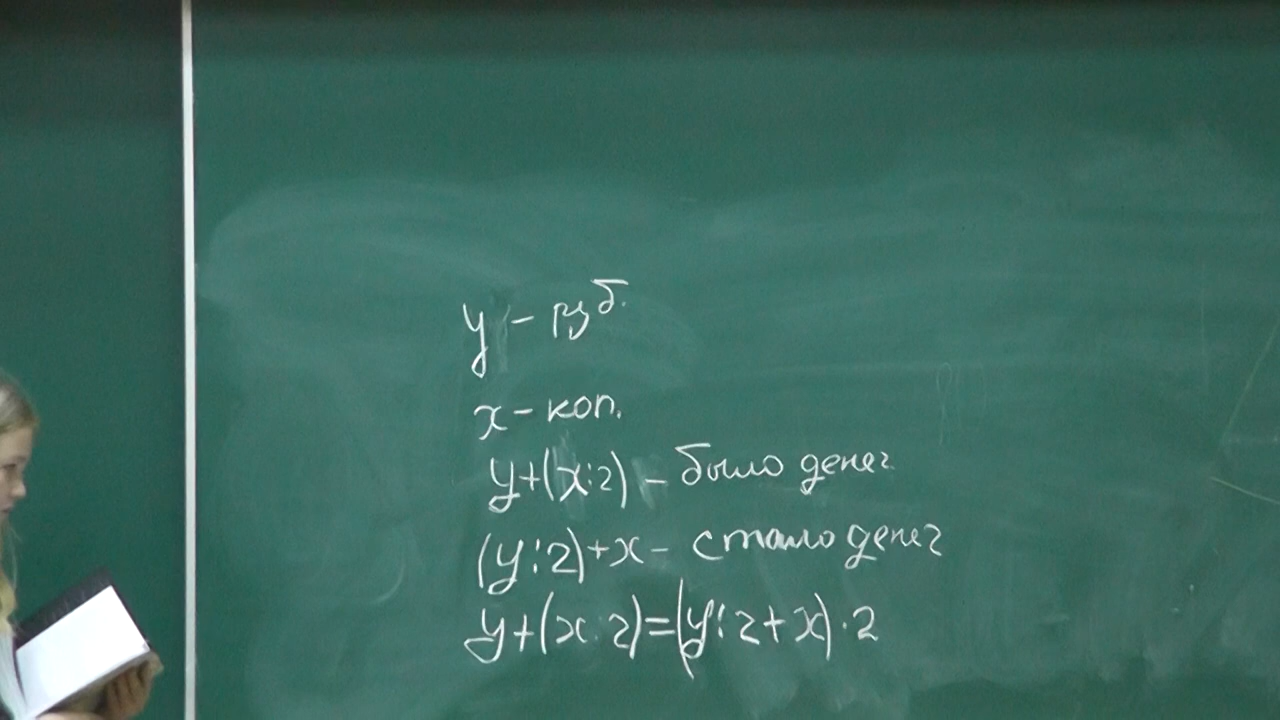 y - руб.
x - коп.
y+(x:2) - было денег
(y:2)+x - стало денег
y+(x:2)=(y:2+x)·2